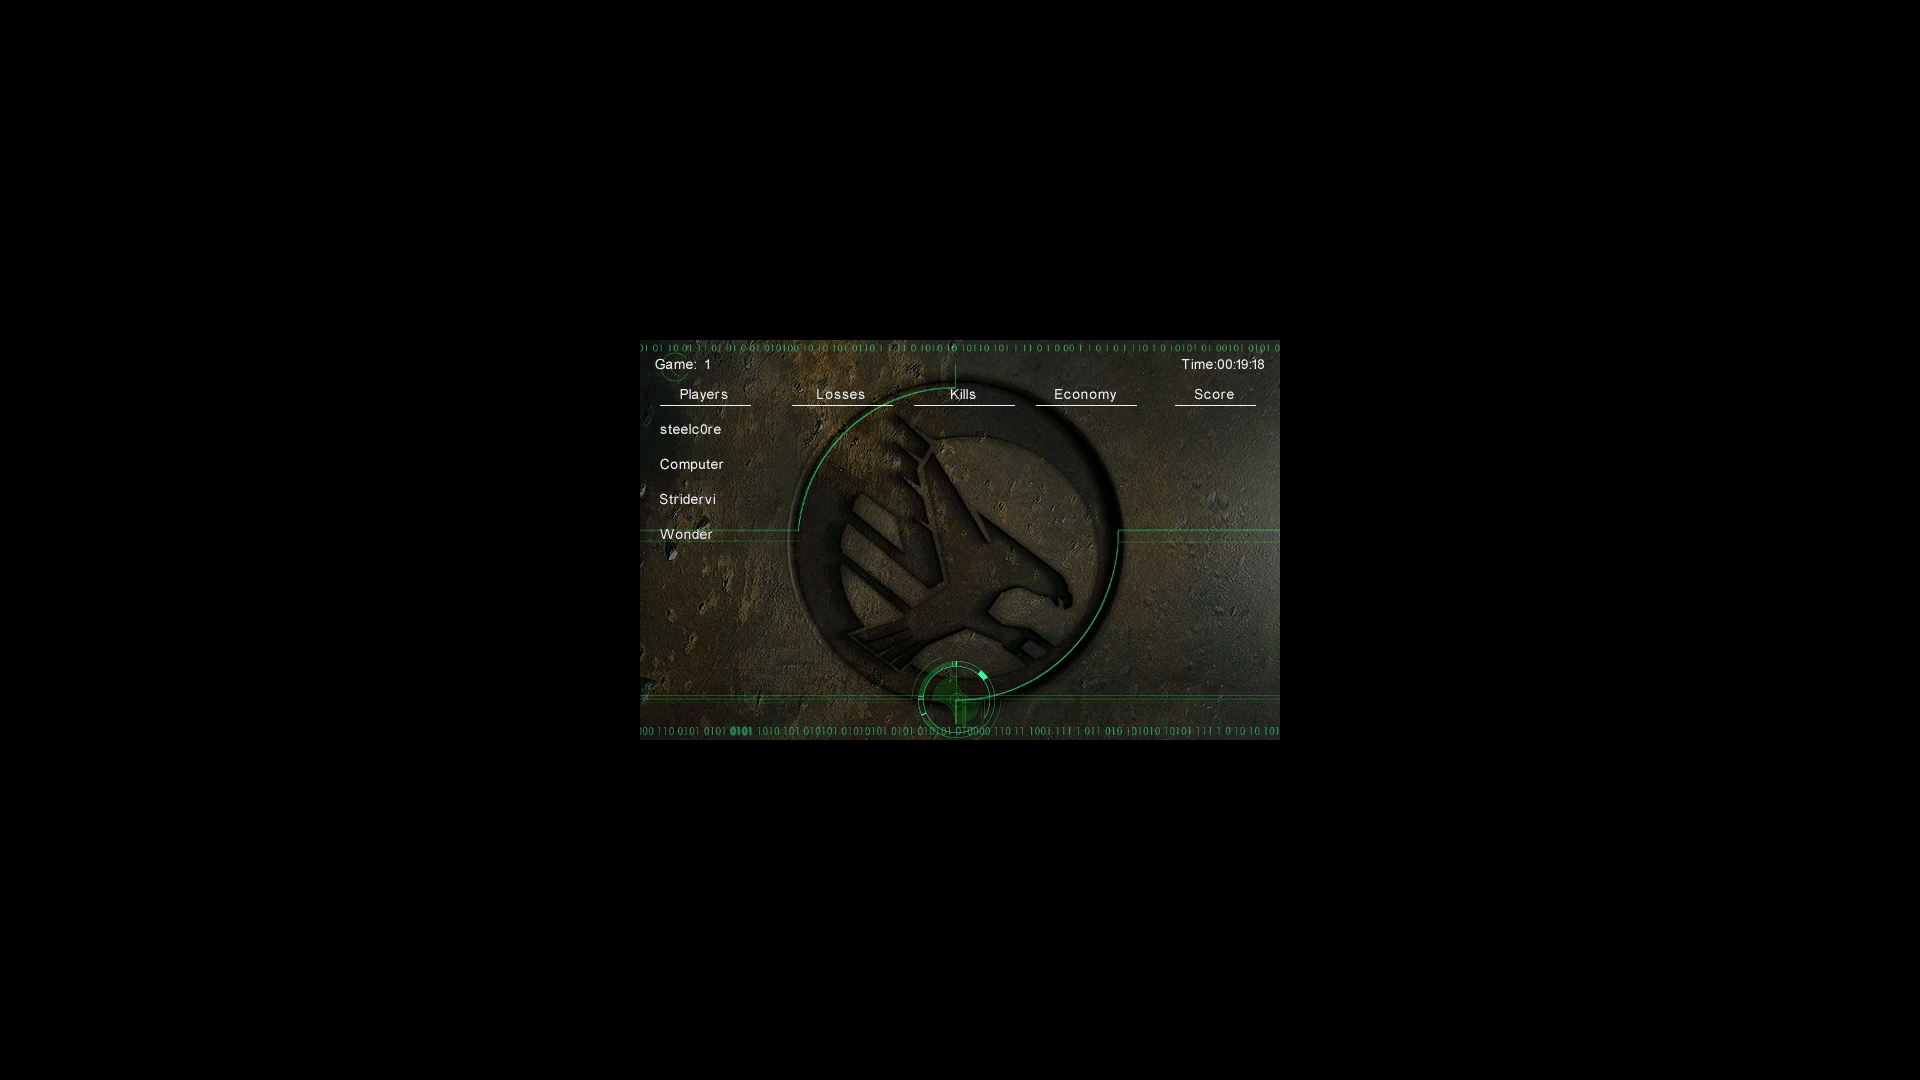 Game: 1
Time:00:19:18
Players Losses Kills Economy Score
steelc0re
Computer
Stridervi
Wonder